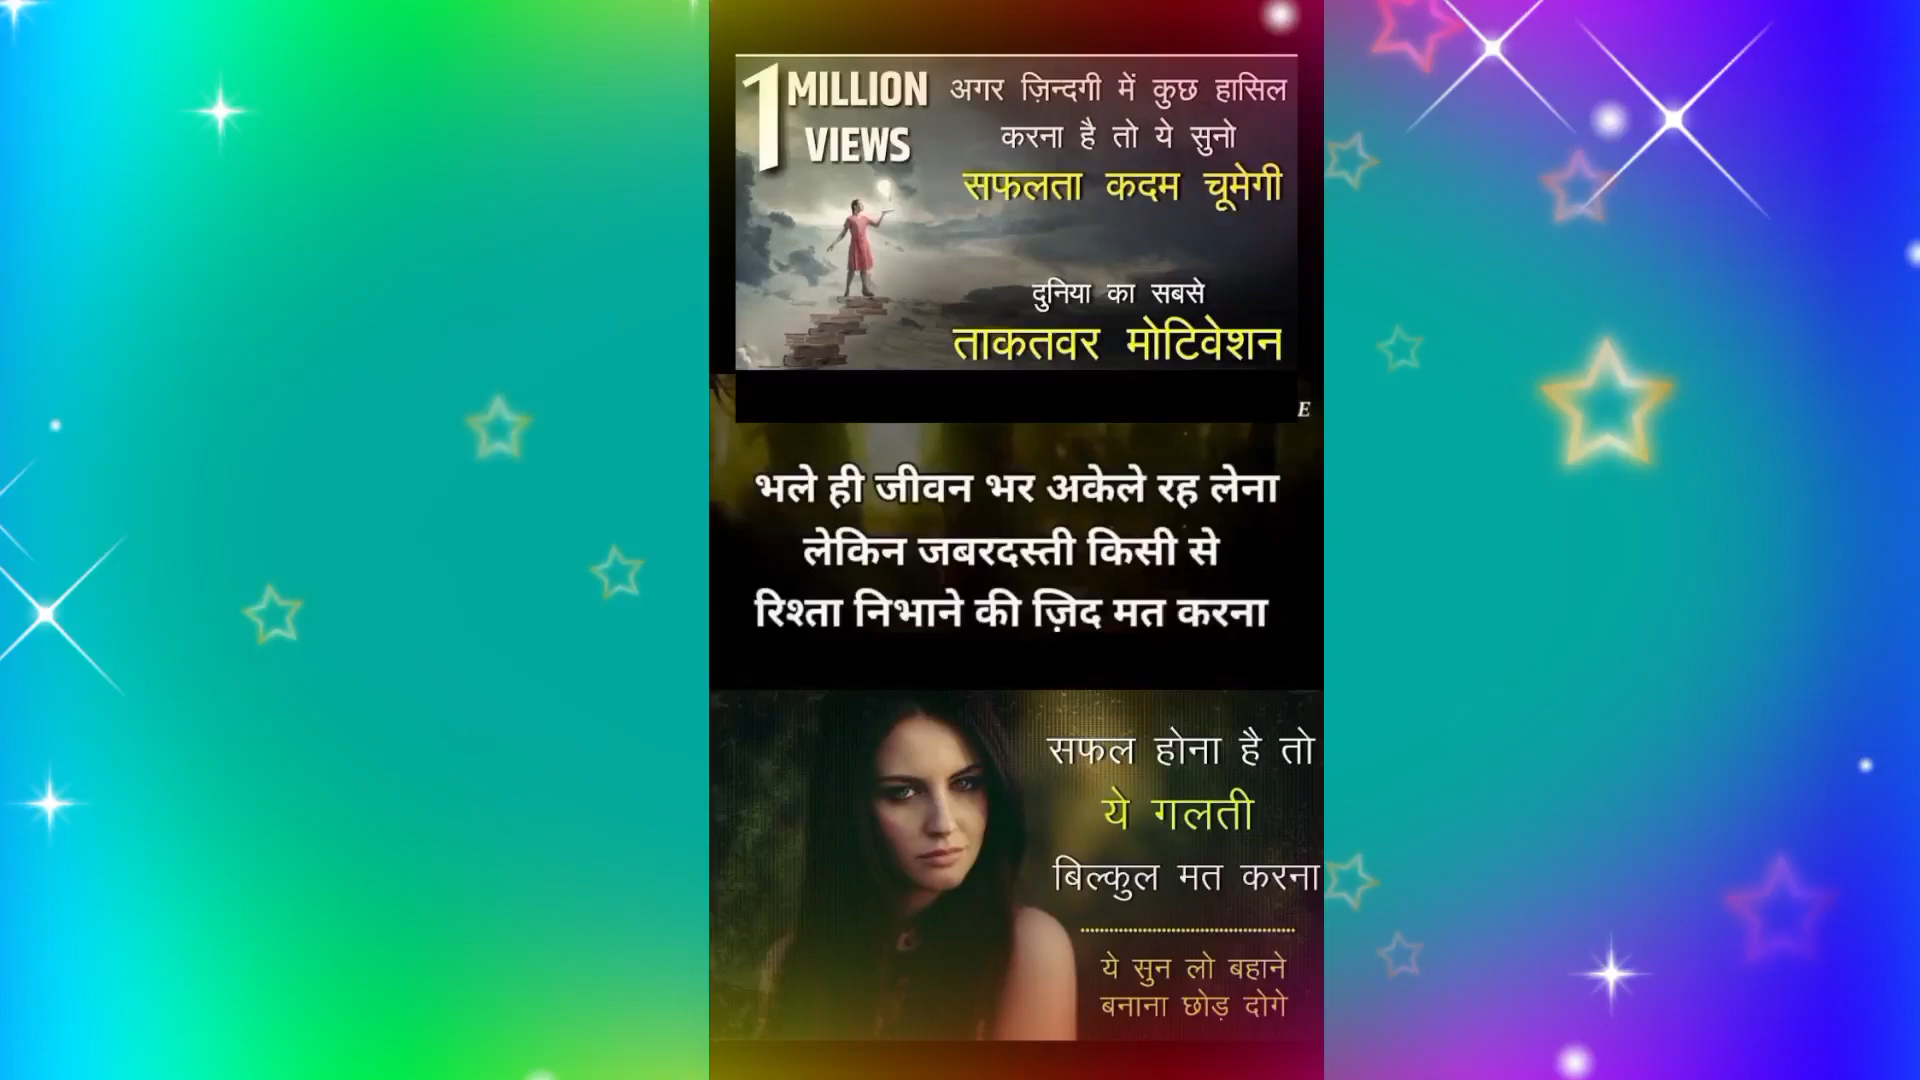 1 MILLION
VIEWS
अगर ज़िन्दगी में कुछ हासिल
करना है तो ये सुनो
सफलता कदम चूमेगी
दुनिया का सबसे
ताकतवर मोटिवेशन
E
भले ही जीवन भर अकेले रह लेना
लेकिन जबरदस्ती किसी से
रिश्ता निभाने की ज़िद मत करना
सफल होना है तो
ये गलती
बिल्कुल मत करना
ये सुन लो बहाने
बनाना छोड़ दोगे